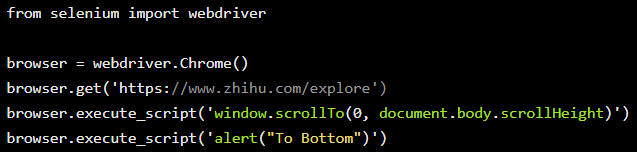 from selenium import webdriver
browser = webdriver.Chrome()
browser.get('https://www.zhihu.com/explore')
browser.execute_script('window.scrollTo(0, document.body.scrollHeight)')
browser.execute_script('alert("To Bottom")')